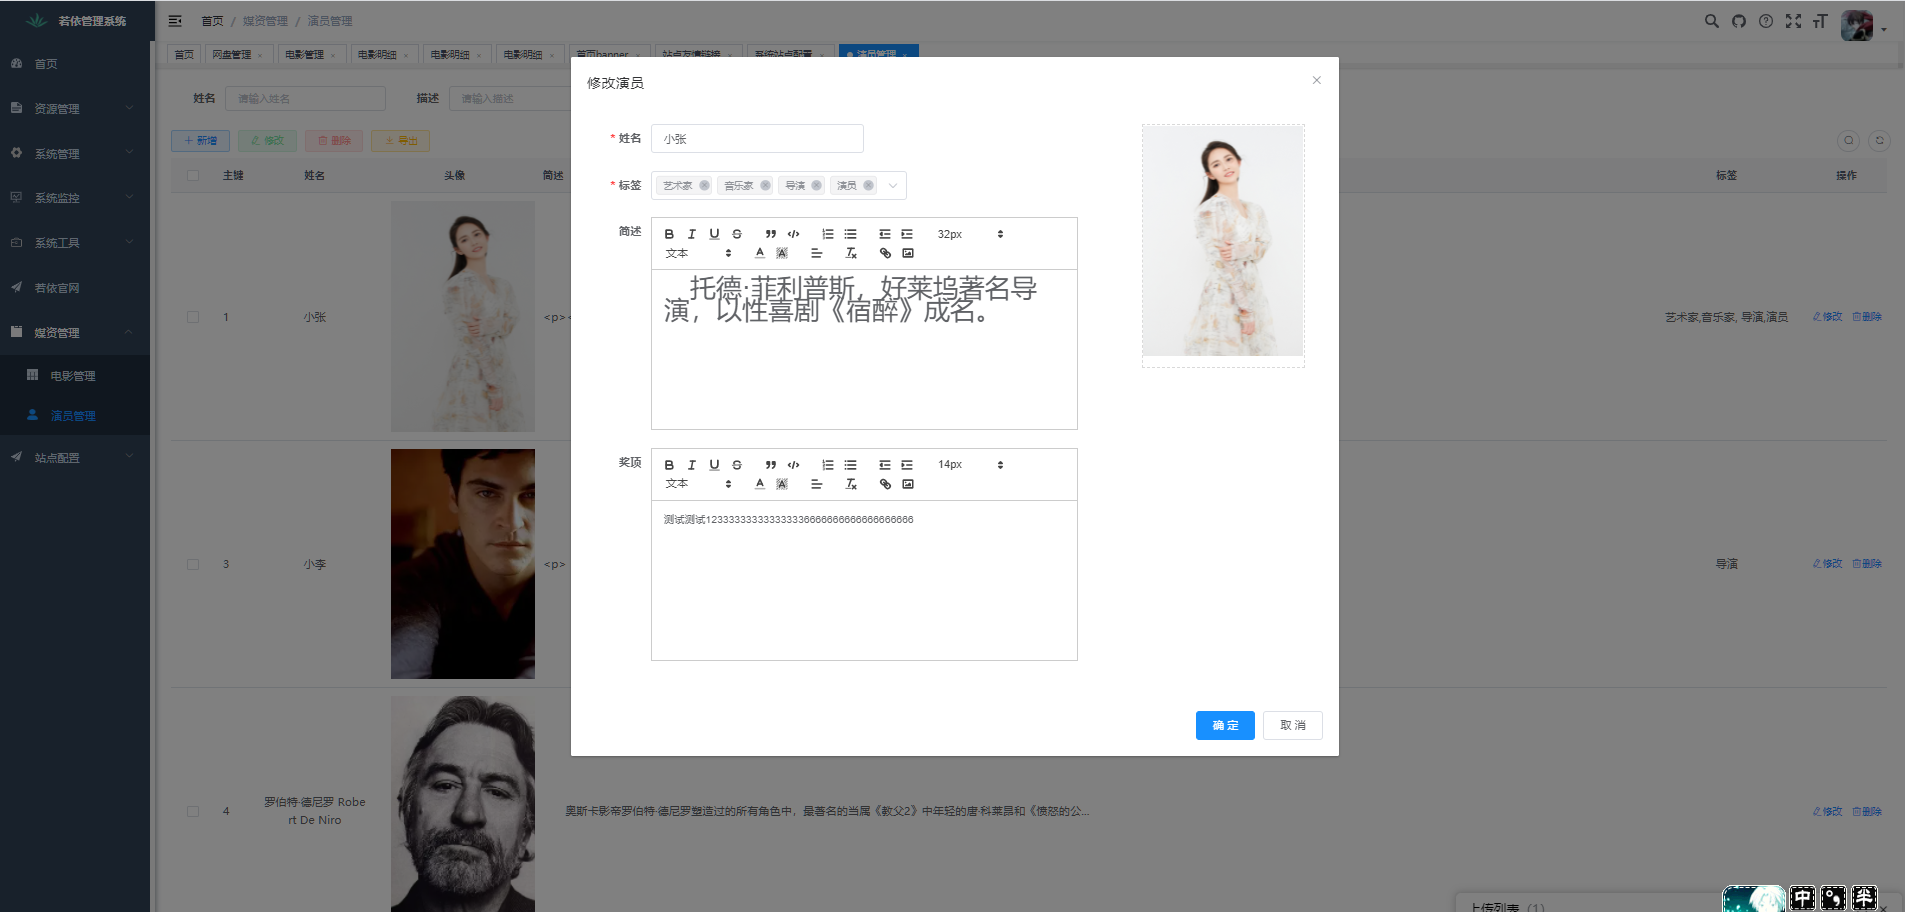 若依管理系统
首页 / 媒资管理 / 演员管理
首页 网盘管理 × 电影管理 × 电影明细 × 电影明细 × 电影明细 × 首页banner × 站点友情链接 × 系统站点配置 × 演员管理 ×
首页
资源管理
系统管理
系统监控
系统工具
若依官网
媒资管理
电影管理
演员管理
站点配置
姓名 请输入姓名 描述 请输入描述
新增 修改 删除 导出
主键 姓名 头像 简述 标签 操作
1 小张 <p>< 艺术家,音乐家, 导演,演员 修改 删除
3 小李 <p> 导演 修改 删除
4 罗伯特·德尼罗 Robe
rt De Niro
奥斯卡影帝罗伯特·德尼罗塑造过的所有角色中，最著名的当属《教父2》中年轻的唐·科莱昂和《愤怒的公...
修改 删除
修改演员
* 姓名 小张
* 标签 艺术家 音乐家 导演 演员
简述
32px
文本
托德·菲利普斯，好莱坞著名导
演，以性喜剧《宿醉》成名。
奖顶
14px
文本
测试测试12333333333333333666666666666666666
确 定 取 消
上传列表 (1)
中
半